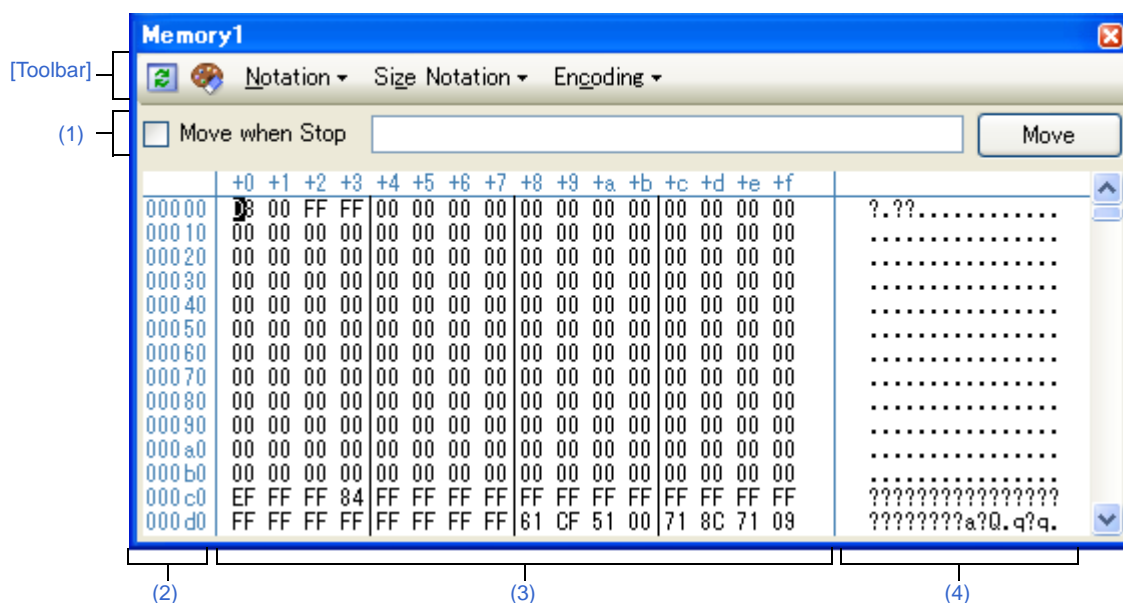 Memory1
[Toolbar] Notation Size Notation Encoding
(1) Move when Stop Move
+0 +1 +2 +3 +4 +5 +6 +7 +8 +9 +a +b +c +d +e +f
00000 D8 00 FF FF 00 00 00 00 00 00 00 00 00 00 00 00 ?.??............
00010 00 00 00 00 00 00 00 00 00 00 00 00 00 00 00 00 ................
00020 00 00 00 00 00 00 00 00 00 00 00 00 00 00 00 00 ................
00030 00 00 00 00 00 00 00 00 00 00 00 00 00 00 00 00 ................
00040 00 00 00 00 00 00 00 00 00 00 00 00 00 00 00 00 ................
00050 00 00 00 00 00 00 00 00 00 00 00 00 00 00 00 00 ................
00060 00 00 00 00 00 00 00 00 00 00 00 00 00 00 00 00 ................
00070 00 00 00 00 00 00 00 00 00 00 00 00 00 00 00 00 ................
00080 00 00 00 00 00 00 00 00 00 00 00 00 00 00 00 00 ................
00090 00 00 00 00 00 00 00 00 00 00 00 00 00 00 00 00 ................
000a0 00 00 00 00 00 00 00 00 00 00 00 00 00 00 00 00 ................
000b0 00 00 00 00 00 00 00 00 00 00 00 00 00 00 00 00 ................
000c0 EF FF FF 84 FF FF FF FF FF FF FF FF FF FF FF FF ????????????????
000d0 FF FF FF FF FF FF FF FF 61 CF 51 00 71 8C 71 09 ????????a?Q.q?q.
(2) (3) (4)